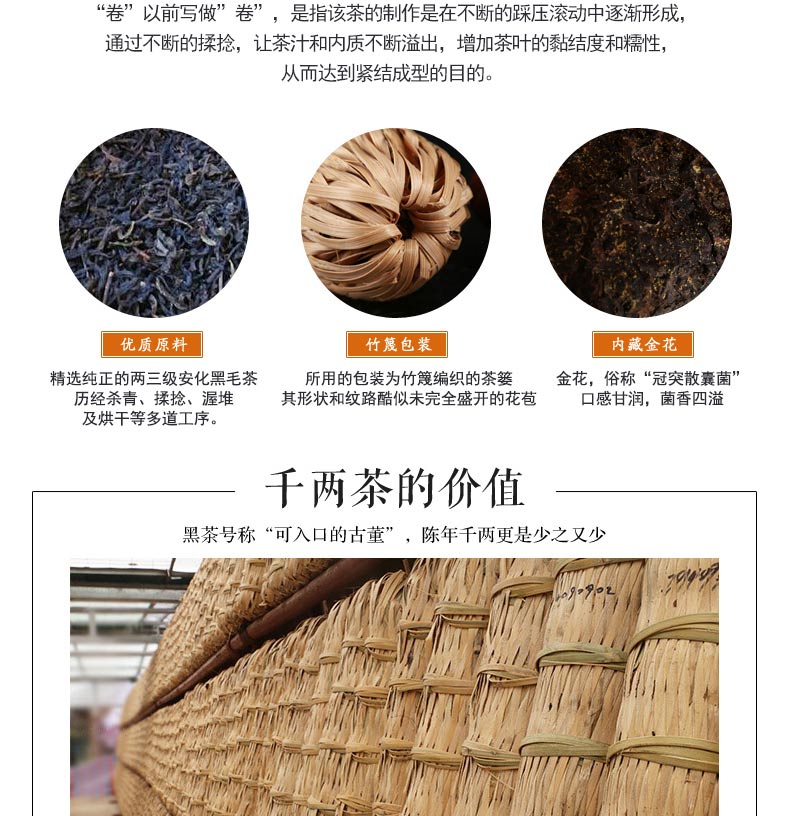 “卷”以前写做”卷”，是指该茶的制作是在不断的踩压滚动中逐渐形成，
通过不断的揉捻，让茶汁和内质不断溢出，增加茶叶的黏结度和糯性，
从而达到紧结成型的目的。
优质原料
精选纯正的两三级安化黑毛茶
历经杀青、揉捻、渥堆
及烘干等多道工序。
竹篾包装
所用的包装为竹篾编织的茶篓
其形状和纹路酷似未完全盛开的花苞
内藏金花
金花，俗称“冠突散囊菌”
口感甘润，菌香四溢
千两茶的价值
黑茶号称“可入口的古董”，陈年千两更是少之又少